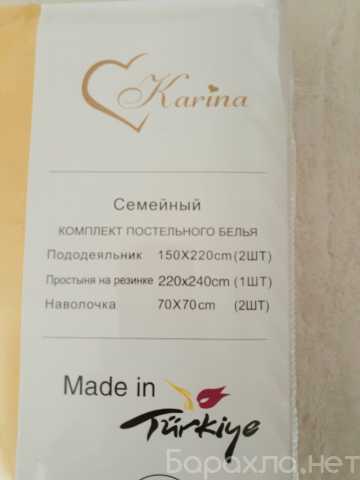 Karina
Семейный
КОМПЛЕКТ ПОСТЕЛЬНОГО БЕЛЬЯ
Пододеяльник 150X220cm(2ШТ)
Простыня на резинке 220x240cm (1ШТ)
Наволочка 70X70cm (2ШТ)
Made in
Türkiye
Барахла.нет